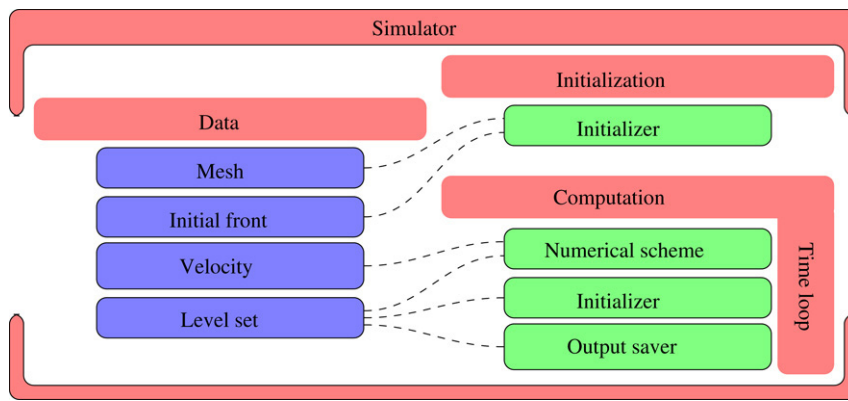 Simulator
Data
Mesh
Initial front
Velocity
Level set
Initialization
Initializer
Computation
Numerical scheme
Initializer
Output saver
Time loop